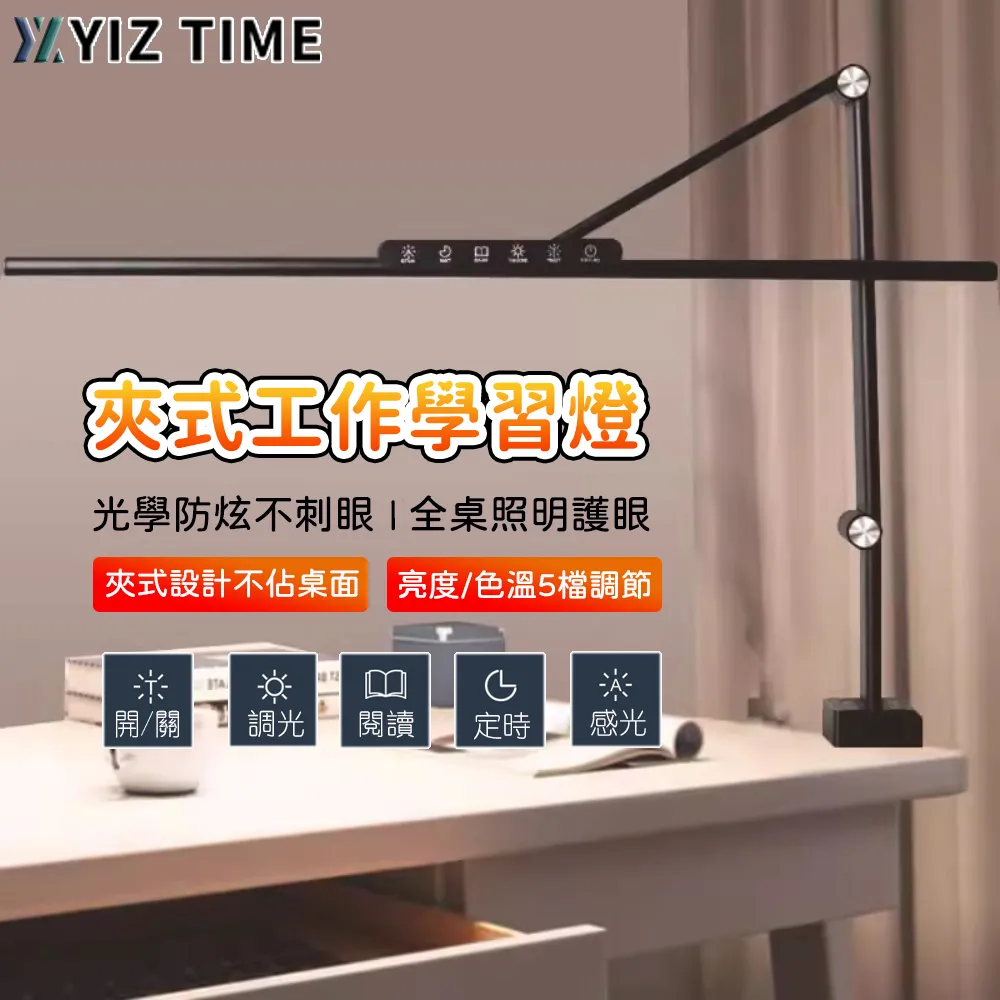 YIZ TIME
夾式工作學習燈
光學防炫不刺眼 | 全桌照明護眼
夾式設計不佔桌面
亮度/色溫5檔調節
開/關
調光
閱讀
定時
感光